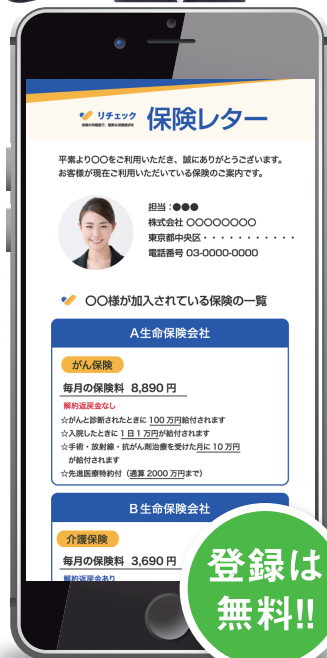 リチェック
保険レター
平素より〇〇をご利用いただき、誠にありがとうございます。
お客様が現在ご利用いただいている保険のご案内です。
担当：●●●
株式会社 〇〇〇〇〇〇〇〇
東京都中央区・・・・・・・・・・・
電話番号 03-0000-0000
〇〇様が加入されている保険の一覧
A生命保険会社
がん保険
毎月の保険料 8,890 円
解約返戻金なし
☆がんと診断されたときに 100 万円給付されます
☆入院したときに 1 日 1 万円が給付されます
☆手術・放射線・抗がん剤治療を受けた月に 10 万円
が給付されます
☆先進医療特約付（通算 2000 万円まで）
B生命保険会社
介護保険
毎月の保険料 3,690 円
解約返戻金あり
登録は
無料!!